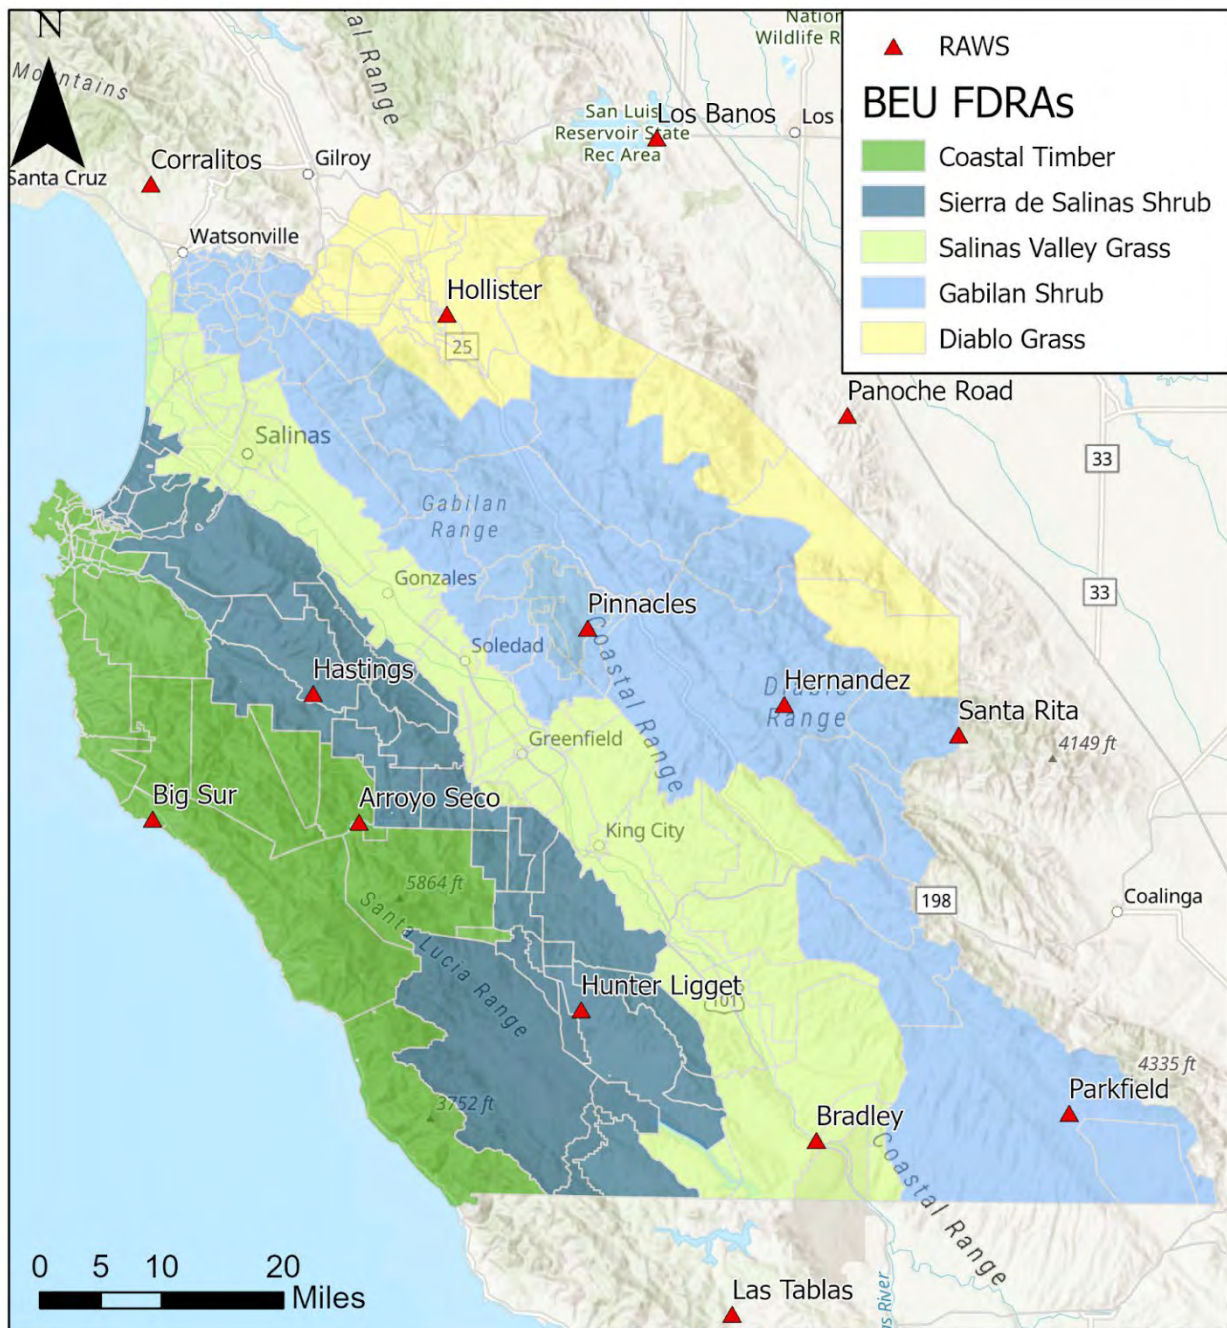 N
Nation
Wildlife R
al Range
Mountains
San Luis
Reservoir State
Rec Area
Los Banos
Los
Corralitos
Gilroy
Santa Cruz
Watsonville
RAWS
BEU FDRAs
Coastal Timber
Sierra de Salinas Shrub
Salinas Valley Grass
Gabilan Shrub
Diablo Grass
Hollister
25
Panoche Road
Salinas
33
Gabilan
Range
Gonzales
33
Pinnacles
Soledad
Coastal Range
Hastings
Hernandez
Diablo
Range
Santa Rita
4149 ft
Greenfield
Big Sur
Arroyo Seco
King City
5864 ft
198
Coalinga
Santa Lucia Range
Hunter Ligget
101
4335 ft
Parkfield
3752 ft
Bradley
Coastal Range
0 5 10 20
Miles
Las Tablas
as River